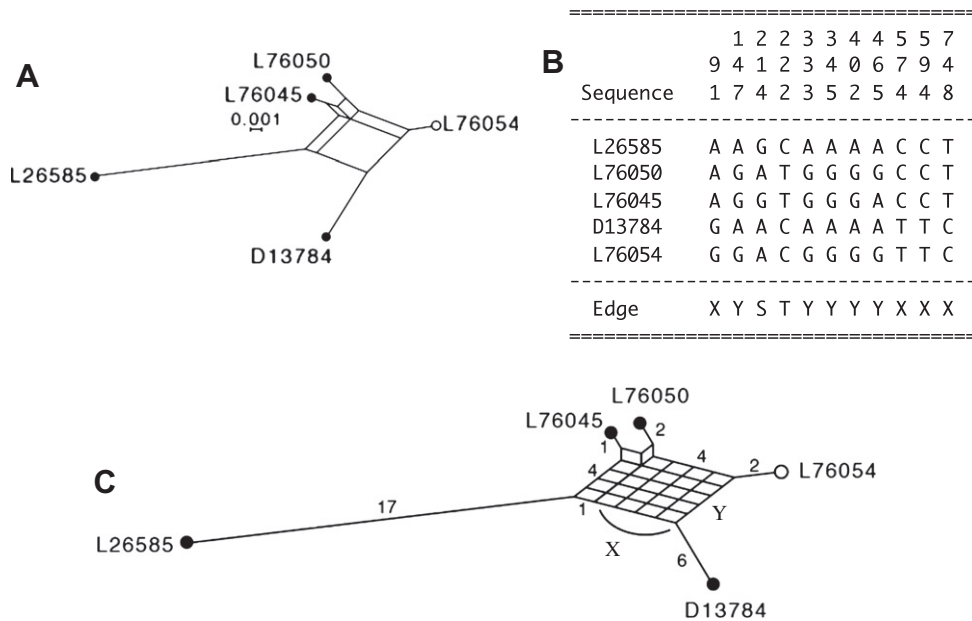 A
L76050
L76045
0.001
L76054
L26585
D13784
B
1 2 2 3 3 4 4 5 5 7
9 4 1 2 3 4 0 6 7 9 4
Sequence 1 7 4 2 3 5 2 5 4 4 8
L26585 A A G C A A A A C C T
L76050 A G A T G G G G C C T
L76045 A G G T G G G A C C T
D13784 G A A C A A A A T T C
L76054 G G A C G G G G T T C
Edge X Y S T Y Y Y Y X X X
C
L76050
L76045
2
1
4
4
2
L76054
17
1
Y
X
6
L26585
D13784